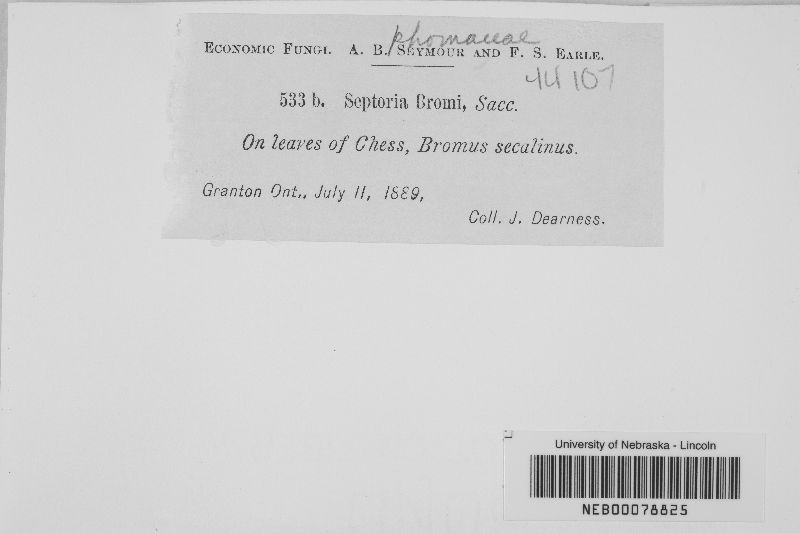 phomaceae
ECONOMIC FUNGI. A. B. SEYMOUR AND F. S. EARLE.
44107
533 b. Septoria Bromi, Sacc.
On leaves of Chess, Bromus secalinus.
Granton Ont., July 11, 1889,
Coll. J. Dearness.
University of Nebraska - Lincoln
NEB00078825